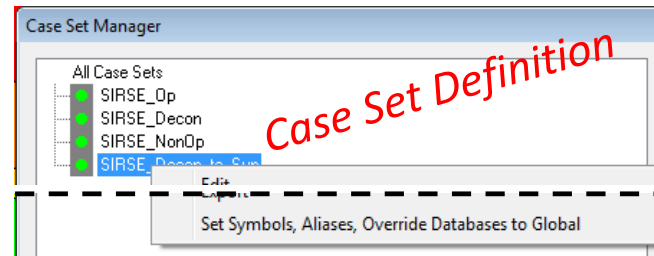 Case Set Manager
All Case Sets
SIRSE_Op
SIRSE_Decon
SIRSE_NonOp
SIRSE_Decon_to_Sup
Case Set Definition
Edit
Export
Set Symbols, Aliases, Override Databases to Global